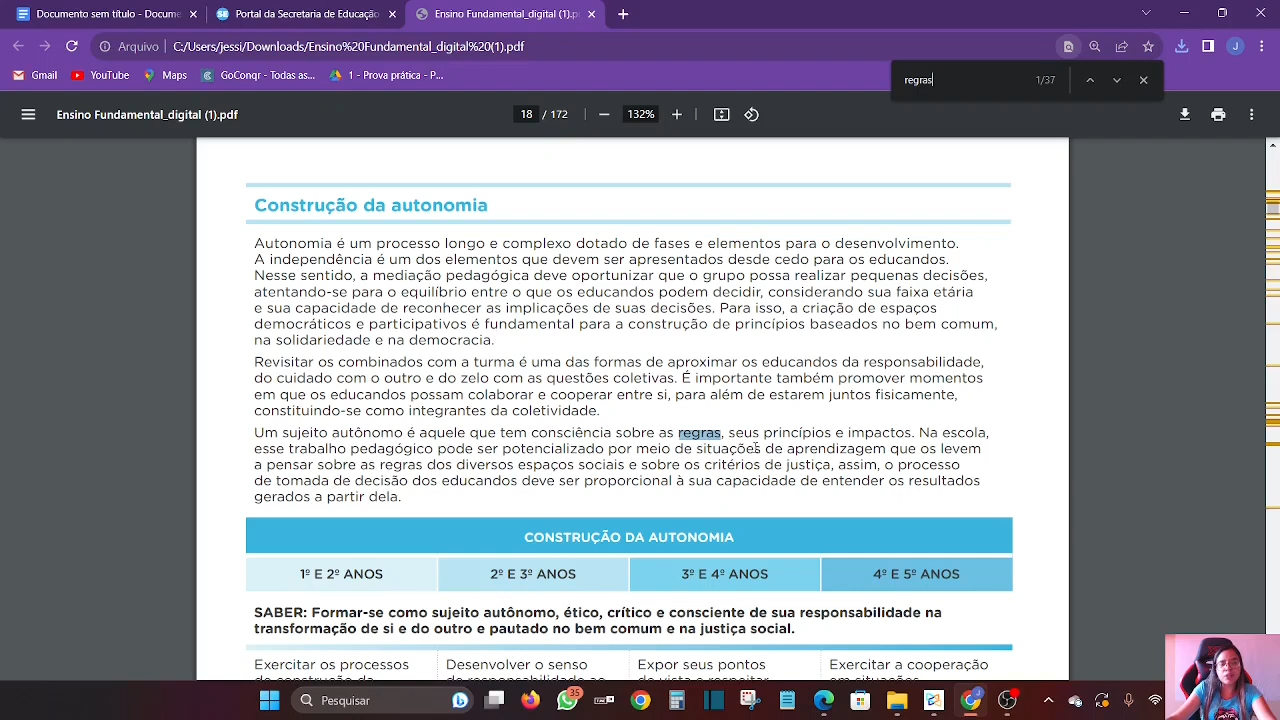 Documento sem título - Docume
Portal da Secretaria de Educação
Ensino Fundamental_digital (1).p
Arquivo
C:/Users/jess/Downloads/Ensino%20Fundamental_digital%20(1).pdf
J
Gmail
YouTube
Maps
GoConq. - Todas as...
1 - Prova prática - P...
regras
1/37
Ensino Fundamental_digital (1).pdf
18 / 172
132%
Construção da autonomia
Autonomia é um processo longo e complexo dotado de fases e elementos para o desenvolvimento.
A independência é um dos elementos que devem ser apresentados desde cedo para os educandos.
Nesse sentido, a mediação pedagógica deve oportunizar que o grupo possa realizar pequenas decisões,
atentando-se para o equilíbrio entre o que os educandos podem decidir, considerando sua faixa etária
e sua capacidade de reconhecer as implicações de suas decisões. Para isso, a criação de espaços
democráticos e participativos é fundamental para a construção de princípios baseados no bem comum,
na solidariedade e na democracia.
Revisitar os combinados com a turma é uma das formas de aproximar os educandos da responsabilidade,
do cuidado com o outro e do zelo com as questões coletivas. É importante também promover momentos
em que os educandos possam colaborar e cooperar entre si, para além de estarem juntos fisicamente,
constituindo-se como integrantes da coletividade.
Um sujeito autônomo é aquele que tem consciência sobre as regras, seus princípios e impactos. Na escola,
esse trabalho pedagógico pode ser potencializado por meio de situações de aprendizagem que os levem
a pensar sobre as regras dos diversos espaços sociais e sobre os critérios de justiça, assim, o processo
de tomada de decisão dos educandos deve ser proporcional à sua capacidade de entender os resultados
gerados a partir dela.
CONSTRUÇÃO DA AUTONOMIA
1º E 2º ANOS
2º E 3º ANOS
3º E 4º ANOS
4º E 5º ANOS
SABER: Formar-se como sujeito autônomo, ético, crítico e consciente de sua responsabilidade na
transformação de si e do outro e pautado no bem comum e na justiça social.
Exercitar os processos
Desenvolver o senso
Expor seus pontos
Exercitar a cooperação
de construção de
de responsabilidade ao
de vista e respeitar
em situações
Pesquisar
35